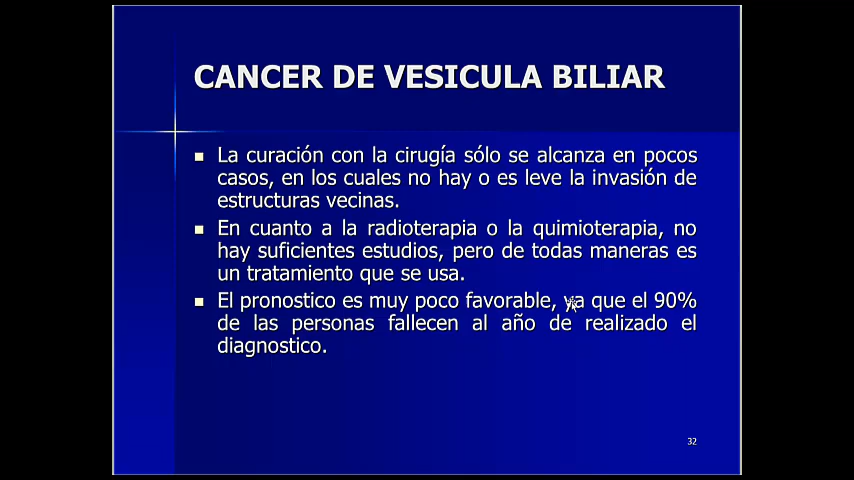 CANCER DE VESICULA BILIAR
La curación con la cirugía sólo se alcanza en pocos
casos, en los cuales no hay o es leve la invasión de
estructuras vecinas.
En cuanto a la radioterapia o la quimioterapia, no
hay suficientes estudios, pero de todas maneras es
un tratamiento que se usa.
El pronostico es muy poco favorable, ya que el 90%
de las personas fallecen al año de realizado el
diagnostico.
32